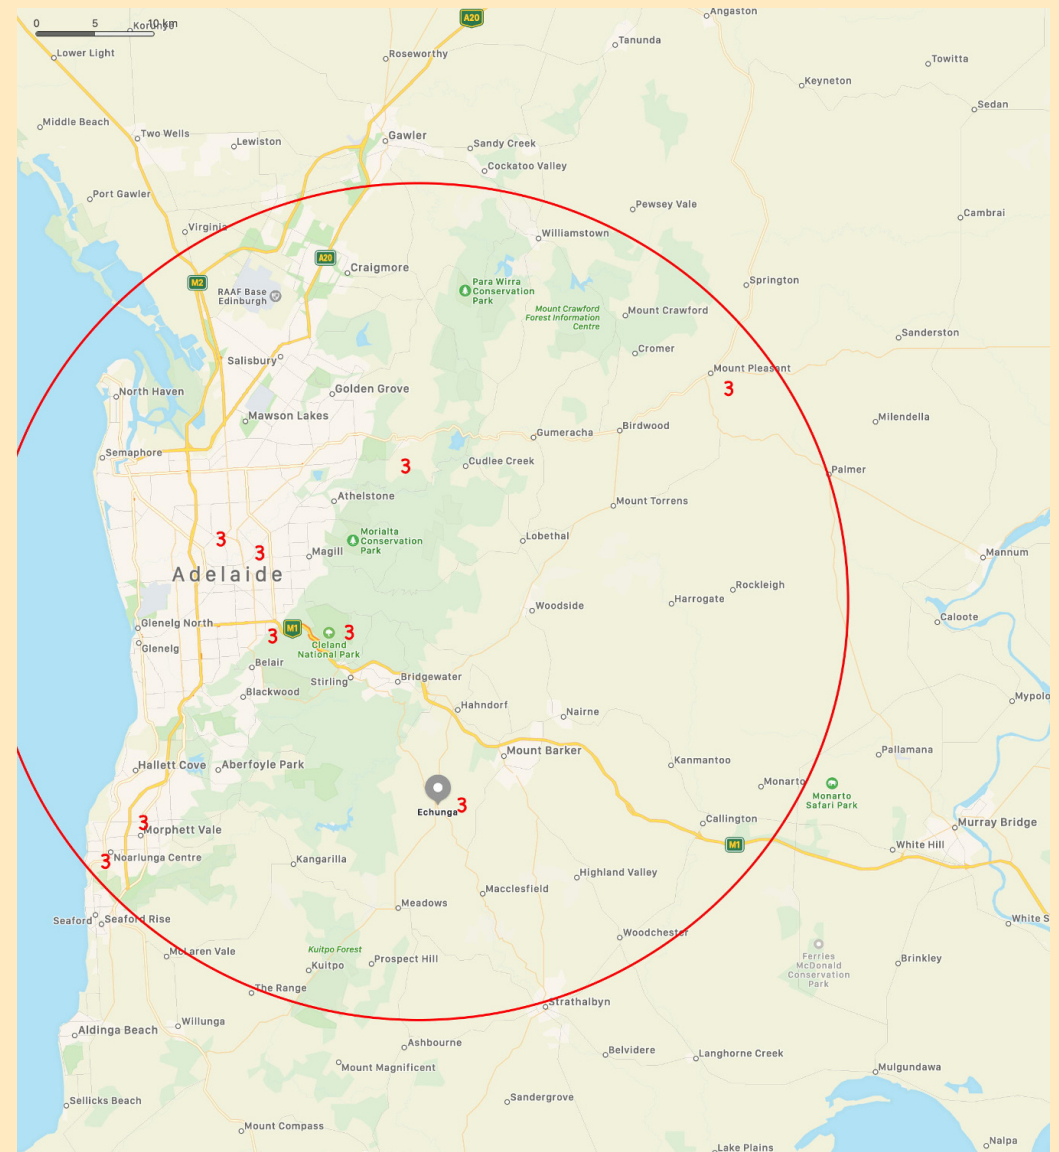 0 5 10 km
Korunye
A20
Angaston
Lower Light
Roseworthy
Tanunda
Towitta
Keyneton
Sedan
Middle Beach
Two Wells
Lewiston
Gawler
Sandy Creek
Cockatoo Valley
Port Gawler
Pewsey Vale
Cambrai
Virginia
Williamstown
A20
Craigmore
M2
RAAF Base
Edinburgh
Para Wirra
Conservation
Park
Springton
Mount Crawford
Forest Information
Centre
Mount Crawford
Sanderston
Salisbury
Cromer
Mount Pleasant
3
North Haven
Golden Grove
Mawson Lakes
Milendella
Gumeracha
Birdwood
Semaphore
3
Cudlee Creek
Palmer
Athelstone
Mount Torrens
3
3
Morialta
Conservation
Park
Lobethal
Magill
Mannum
Adelaide
Rockleigh
Harrogate
Woodside
Caloote
Glenelg North
M1
3
3
Glenelg
Cleland
National Park
Belair
Stirling
Bridgewater
Blackwood
Mypolo
Hahndorf
Nairne
Mount Barker
Pallamana
Hallett Cove
Aberfoyle Park
Kanmantoo
Monarto
Monarto
Safari Park
Echunga
3
3
Morphett Vale
Callington
Murray Bridge
M1
White Hill
3
Noarlunga Centre
Kangarilla
Highland Valley
Macclesfield
Meadows
Seaford
Seaford Rise
White S
Woodchester
McLaren Vale
Kuitpo Forest
Prospect Hill
Kuitpo
Ferries
McDonald
Conservation
Park
Brinkley
The Range
Strathalbyn
Willunga
Aldinga Beach
Ashbourne
Belvidere
Langhorne Creek
Mount Magnificent
Mulgundawa
Sellicks Beach
Sandergrove
Mount Compass
Lake Plains
Nalpa